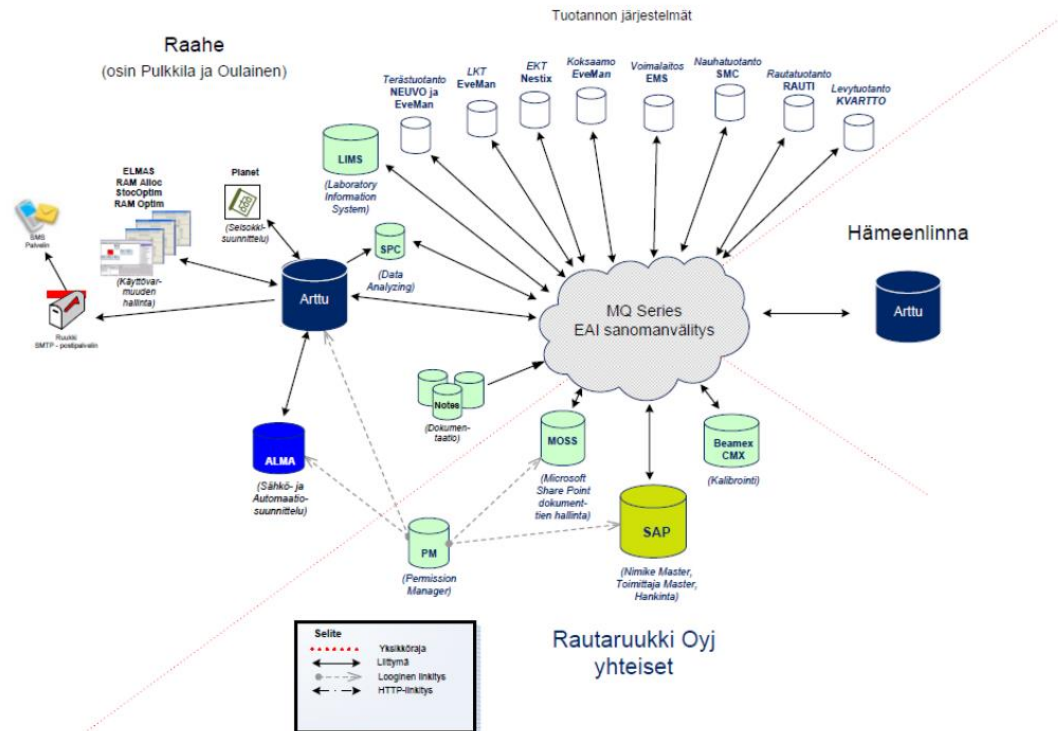 Tuotannon järjestelmät
Raahe
(osin Pulkkila ja Oulainen)
Terästuotanto
NEUVO ja
EveMan
LKT
EveMan
EKT
Nestix
Koksaamo
EveMan
Voimalaitos
EMS
Nauhatuotanto
SMC
Rautatuotanto
RAUTI
Levytuotanto
KVARTTO
LIMS
(Laboratory
Information
System)
ELMAS
RAM Alloc
StocOptim
RAM Optim
(Käyttövar-
muuden
hallinta)
Planet
(Seisokki-
suunnittelu)
SMS
Palvelin
SPC
(Data
Analyzing)
Arttu
Ruukki
SMTP - postipalvelin
MQ Series
EAI sanomanvälitys
Hämeenlinna
Arttu
Notes
(Dokumen-
taatio)
ALMA
(Sähkö- ja
Automaatio-
suunnittelu)
MOSS
(Microsoft
Share Point
dokument-
tien hallinta)
Beamex
CMX
(Kalibrointi)
PM
(Permission
Manager)
SAP
(Nimike Master,
Toimittaja Master,
Hankinta)
Rautaruukki Oyj
yhteiset
Selite
Yksikköraja
Liittymä
Looginen linkitys
HTTP-linkitys